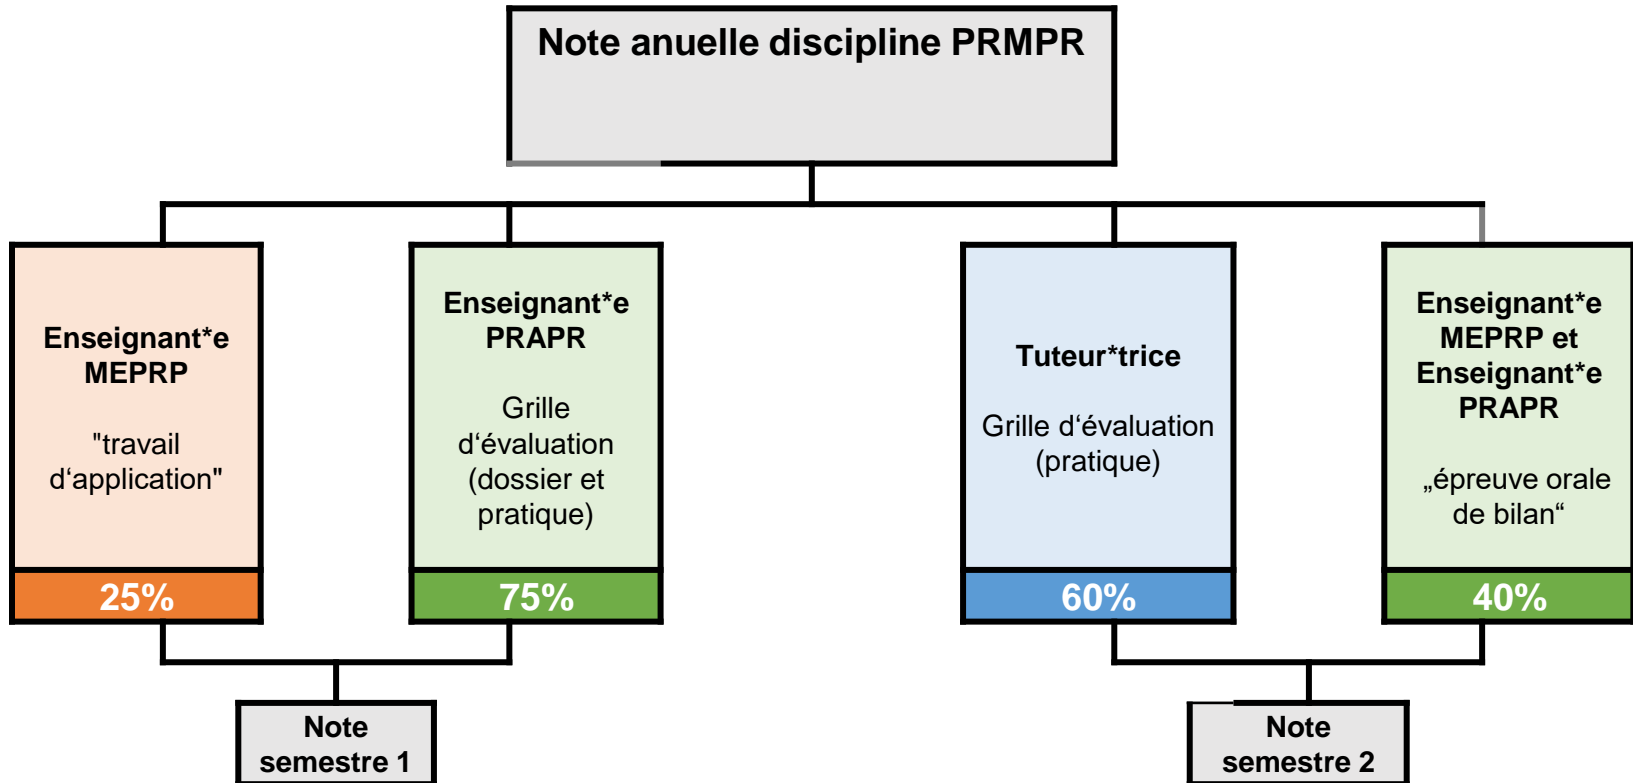 Note anuelle discipline PRMPR
Enseignant*e
MEPRP
"travail
d‘application"
25%
Enseignant*e
PRAPR
Grille
d‘évaluation
(dossier et
pratique)
75%
Tuteur*trice
Grille d‘évaluation
(pratique)
60%
Enseignant*e
MEPRP et
Enseignant*e
PRAPR
„épreuve orale
de bilan“
40%
Note
semestre 1
Note
semestre 2